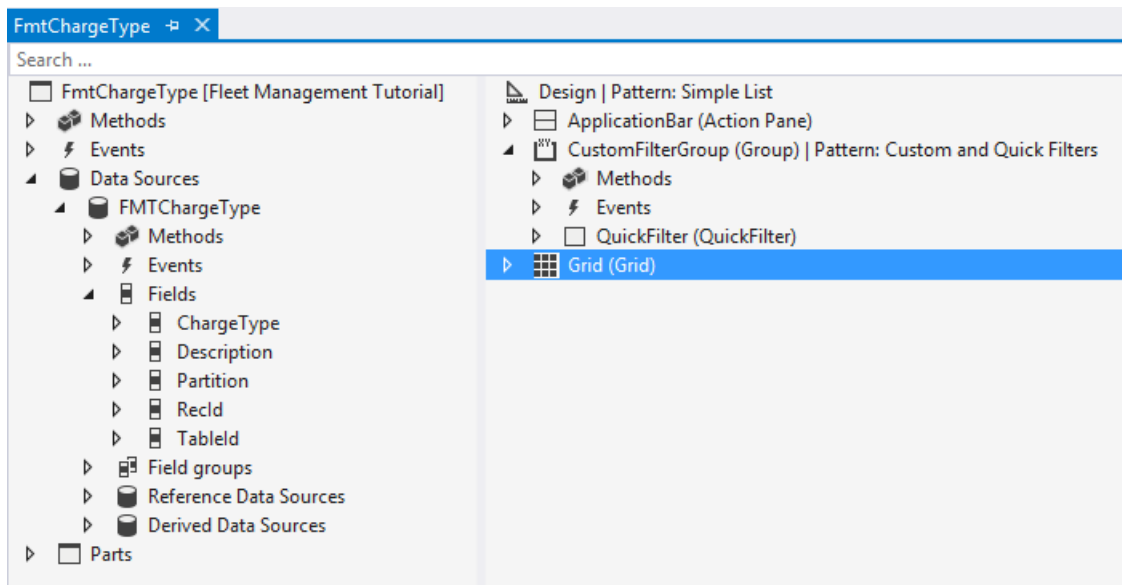 FmtChargeType
Search ...
FmtChargeType [Fleet Management Tutorial]
Methods
Events
Data Sources
FMTChargeType
Methods
Events
Fields
ChargeType
Description
Partition
RecId
TableId
Field groups
Reference Data Sources
Derived Data Sources
Parts
Design | Pattern: Simple List
ApplicationBar (Action Pane)
CustomFilterGroup (Group) | Pattern: Custom and Quick Filters
Methods
Events
QuickFilter (QuickFilter)
Grid (Grid)